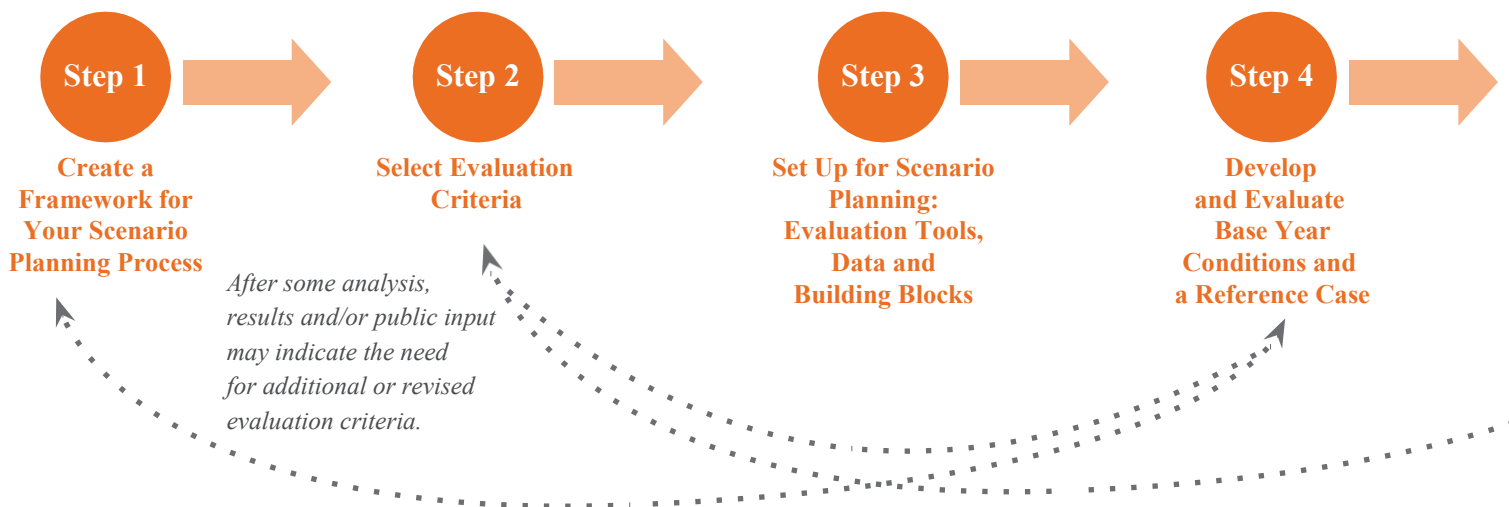 Step 1
Create a
Framework for
Your Scenario
Planning Process
Step 2
Select Evaluation
Criteria
After some analysis,
results and/or public input
may indicate the need
for additional or revised
evaluation criteria.
Step 3
Set Up for Scenario
Planning:
Evaluation Tools,
Data and
Building Blocks
Step 4
Develop
and Evaluate
Base Year
Conditions and
a Reference Case